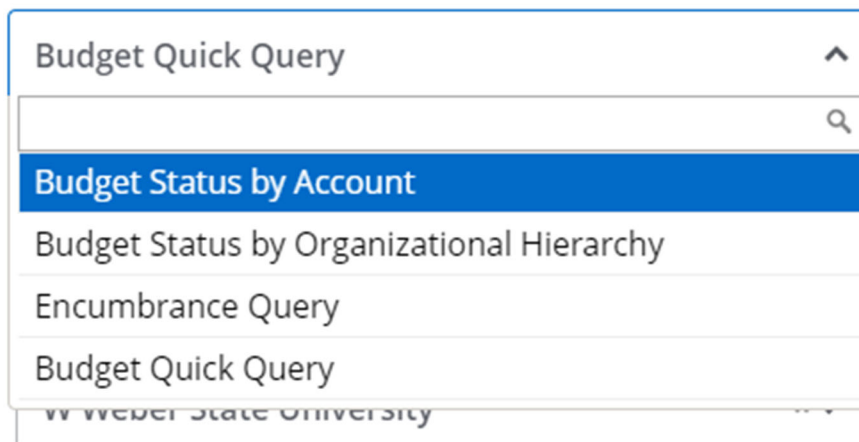 Budget Quick Query
Budget Status by Account
Budget Status by Organizational Hierarchy
Encumbrance Query
Budget Quick Query
W Weber State University